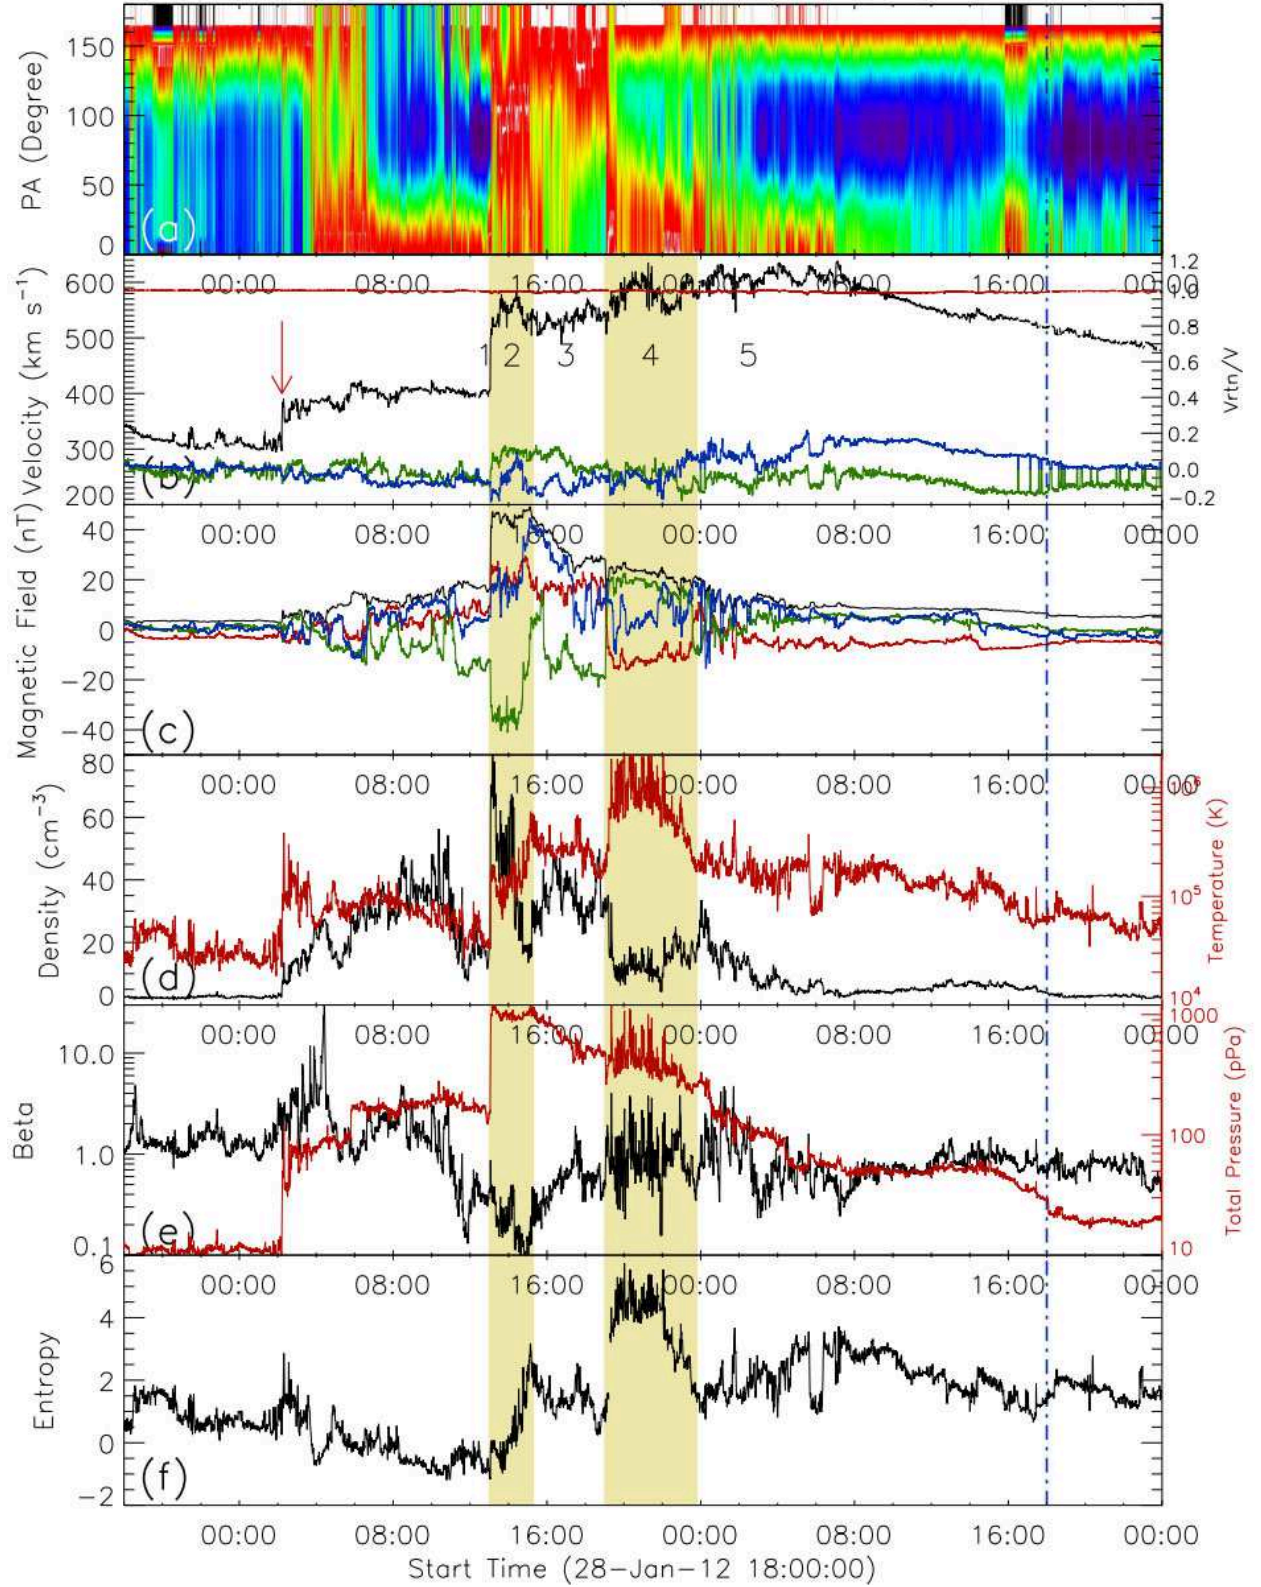 PA (Degree)
150
100
50
0
(a)
Velocity (km s⁻¹)
600
500
400
300
200
00:00 08:00 16:00 00:00 08:00 16:00 00:00
1 2 3 4 5
(b)
1.2
1.0
0.8
0.6
0.4
0.2
0.0
−0.2
Vrtn/V
Magnetic Field (nT)
40
20
0
−20
−40
00:00 08:00 16:00 00:00 08:00 16:00 00:00
(c)
Density (cm⁻³)
80
60
40
20
0
00:00 08:00 16:00 00:00 08:00 16:00 00:00
(d)
10⁶
10⁵
10⁴
Temperature (K)
Beta
10.0
1.0
0.1
00:00 08:00 16:00 00:00 08:00 16:00 00:00
(e)
1000
100
10
Total Pressure (pPa)
Entropy
6
4
2
0
−2
00:00 08:00 16:00 00:00 08:00 16:00 00:00
(f)
00:00 08:00 16:00 00:00 08:00 16:00 00:00
Start Time (28-Jan-12 18:00:00)